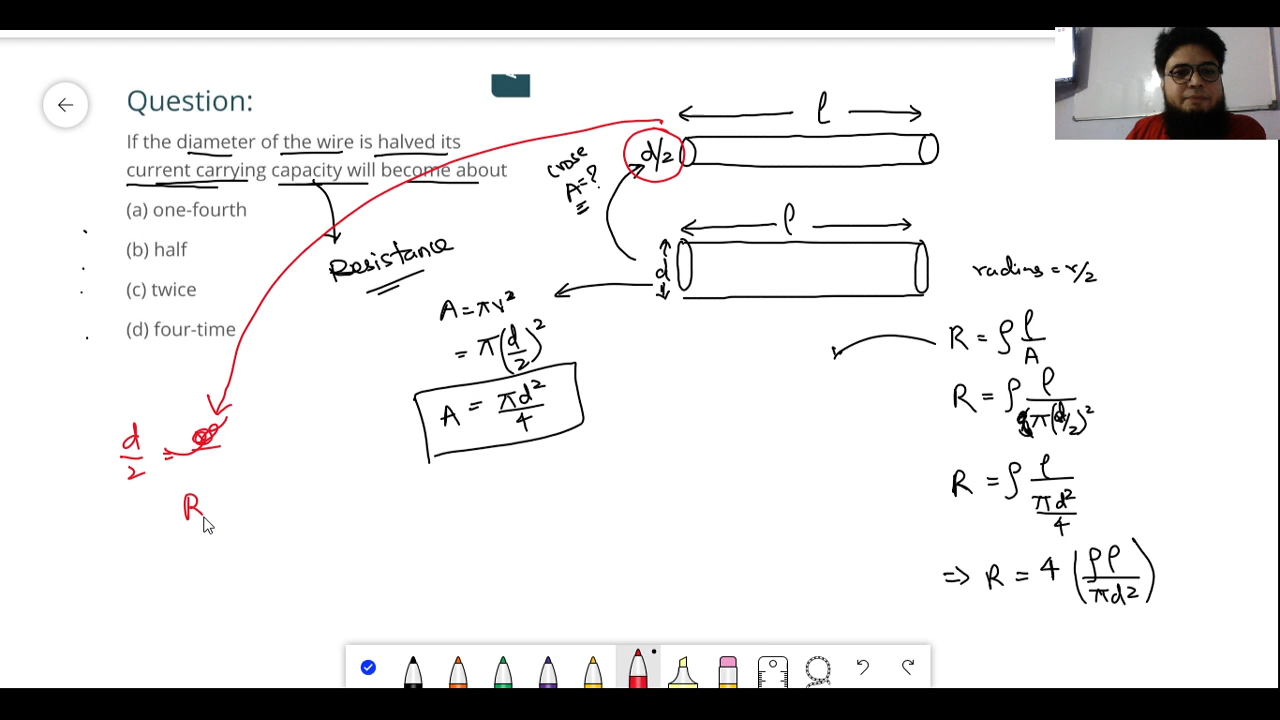 Question:
If the diameter of the wire is halved its
current carrying capacity will become about
(a) one-fourth
(b) half
(c) twice
(d) four-time
Resistance
A=?
d/2
l
l
d
A = πr²
= π(d/2)²
A = πd²/4
radius = r/2
R = ρ l/A
R = ρ l/π(d/2)²
R = ρ l/(πd²/4)
⇒ R = 4 (ρl/πd²)
d/2 =
R